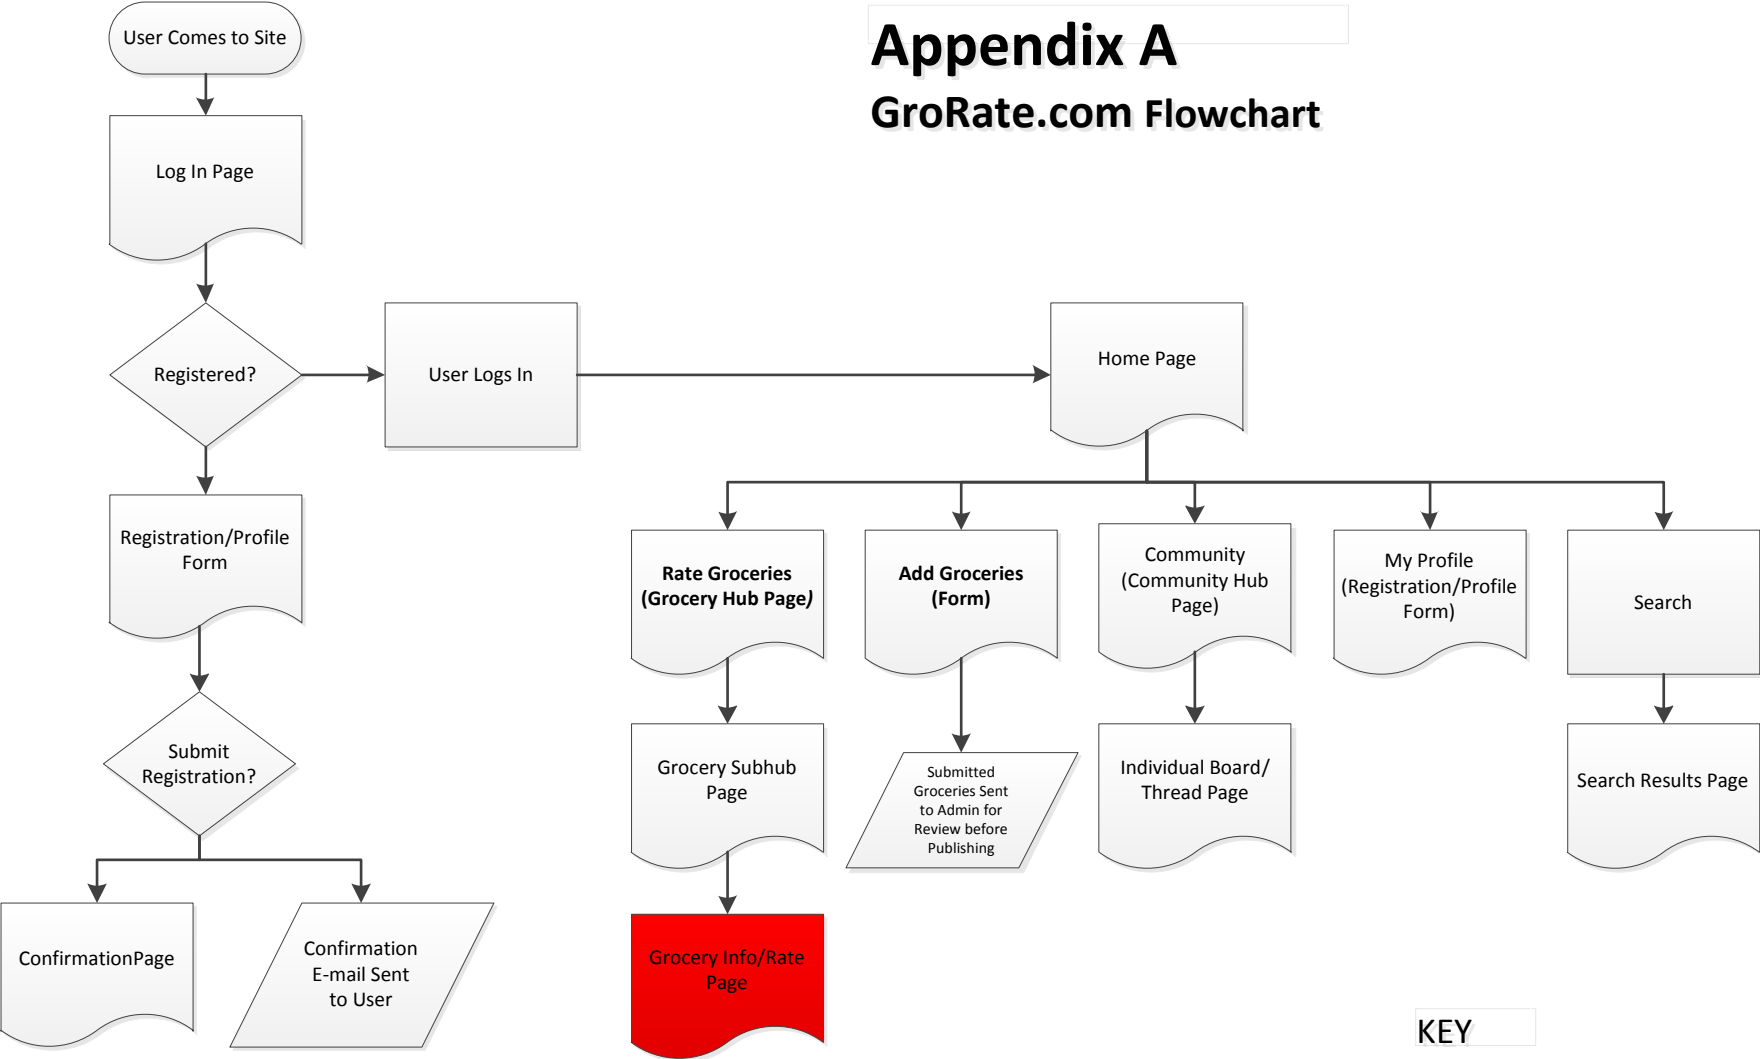 User Comes to Site
Appendix A
GroRate.com Flowchart
Log In Page
Registered?
User Logs In
Home Page
Registration/Profile
Form
Rate Groceries
(Grocery Hub Page)
Add Groceries
(Form)
Community
(Community Hub
Page)
My Profile
(Registration/Profile
Form)
Search
Submit
Registration?
Grocery Subhub
Page
Submitted
Groceries Sent
to Admin for
Review before
Publishing
Individual Board/
Thread Page
Search Results Page
ConfirmationPage
Confirmation
E-mail Sent
to User
Grocery Info/Rate
Page
KEY